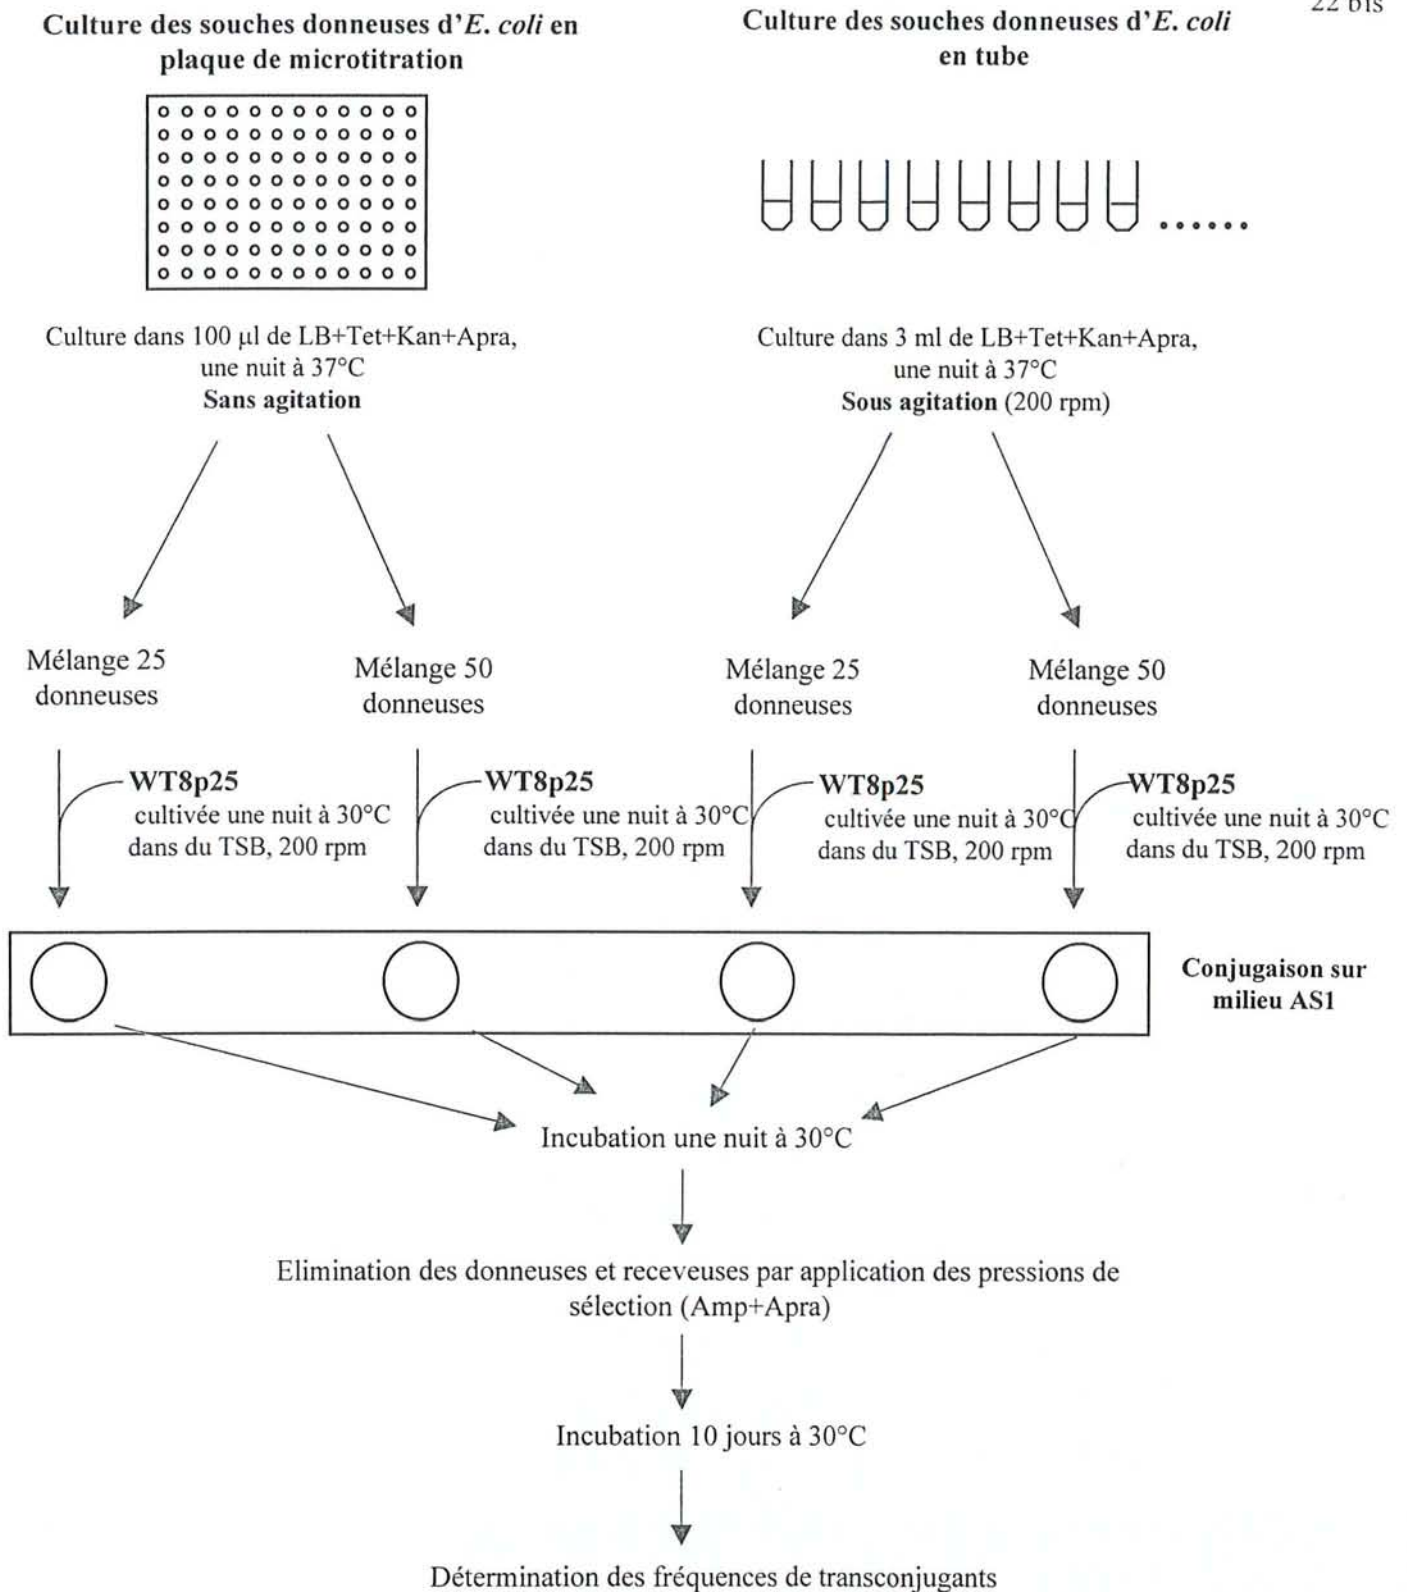 22 bis
Culture des souches donneuses d'E. coli en
plaque de microtitration
Culture des souches donneuses d'E. coli
en tube
Culture dans 100 µl de LB+Tet+Kan+Apra,
une nuit à 37°C
Sans agitation
Culture dans 3 ml de LB+Tet+Kan+Apra,
une nuit à 37°C
Sous agitation (200 rpm)
Mélange 25
donneuses
Mélange 50
donneuses
Mélange 25
donneuses
Mélange 50
donneuses
WT8p25
cultivée une nuit à 30°C
dans du TSB, 200 rpm
WT8p25
cultivée une nuit à 30°C
dans du TSB, 200 rpm
WT8p25
cultivée une nuit à 30°C
dans du TSB, 200 rpm
WT8p25
cultivée une nuit à 30°C
dans du TSB, 200 rpm
Conjugaison sur
milieu AS1
Incubation une nuit à 30°C
Elimination des donneuses et receveuses par application des pressions de
sélection (Amp+Apra)
Incubation 10 jours à 30°C
Détermination des fréquences de transconjugants